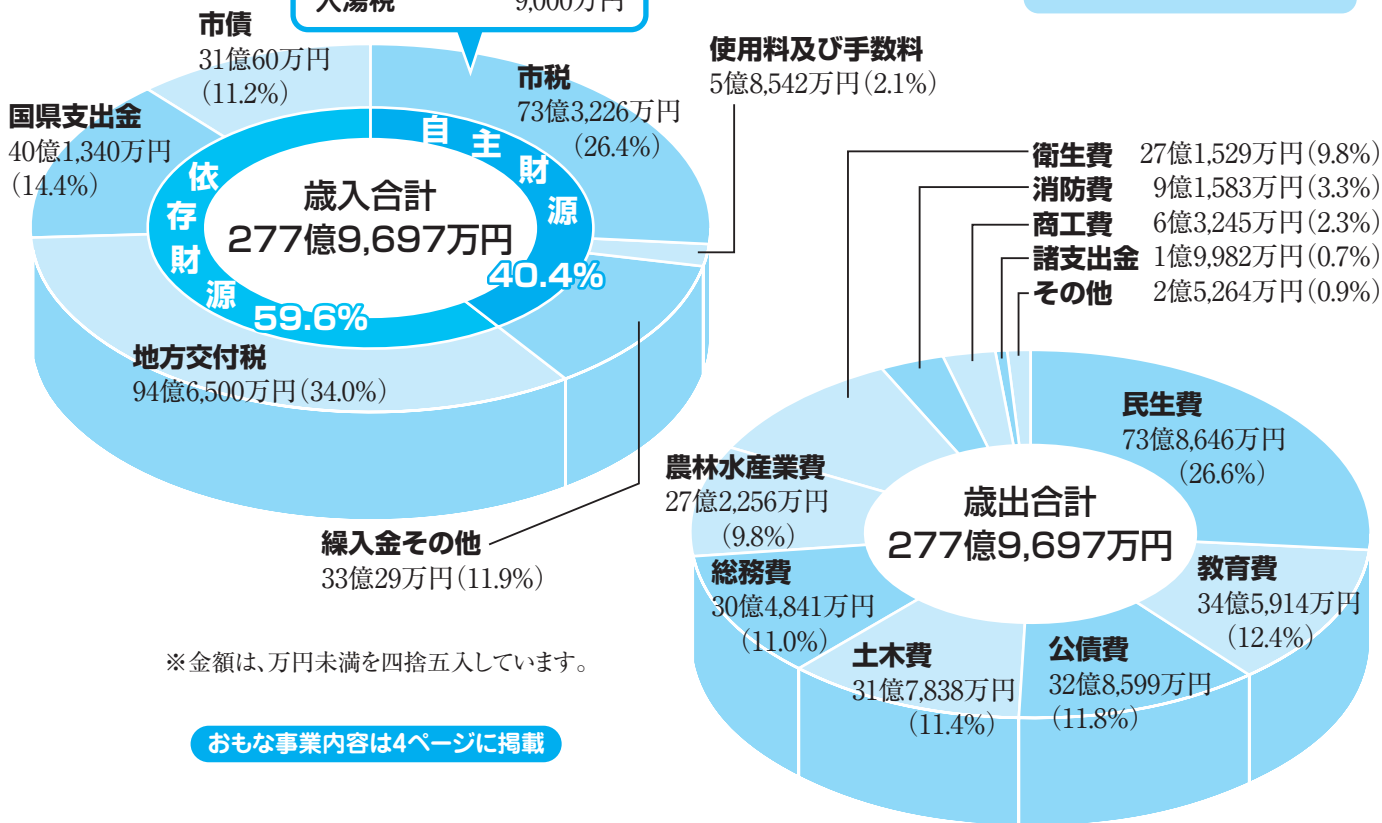 入湯税 9,000万円
市債
31億60万円
(11.2%)
国県支出金
40億1,340万円
(14.4%)
市税
73億3,226万円
(26.4%)
使用料及び手数料
5億8,542万円(2.1%)
自主財源
40.4%
依存財源
59.6%
歳入合計
277億9,697万円
地方交付税
94億6,500万円(34.0%)
繰入金その他
33億29万円(11.9%)
※金額は、万円未満を四捨五入しています。
おもな事業内容は4ページに掲載
衛生費 27億1,529万円(9.8%)
消防費 9億1,583万円(3.3%)
商工費 6億3,245万円(2.3%)
諸支出金 1億9,982万円(0.7%)
その他 2億5,264万円(0.9%)
民生費
73億8,646万円
(26.6%)
農林水産業費
27億2,256万円
(9.8%)
歳出合計
277億9,697万円
教育費
34億5,914万円
(12.4%)
総務費
30億4,841万円
(11.0%)
土木費
31億7,838万円
(11.4%)
公債費
32億8,599万円
(11.8%)